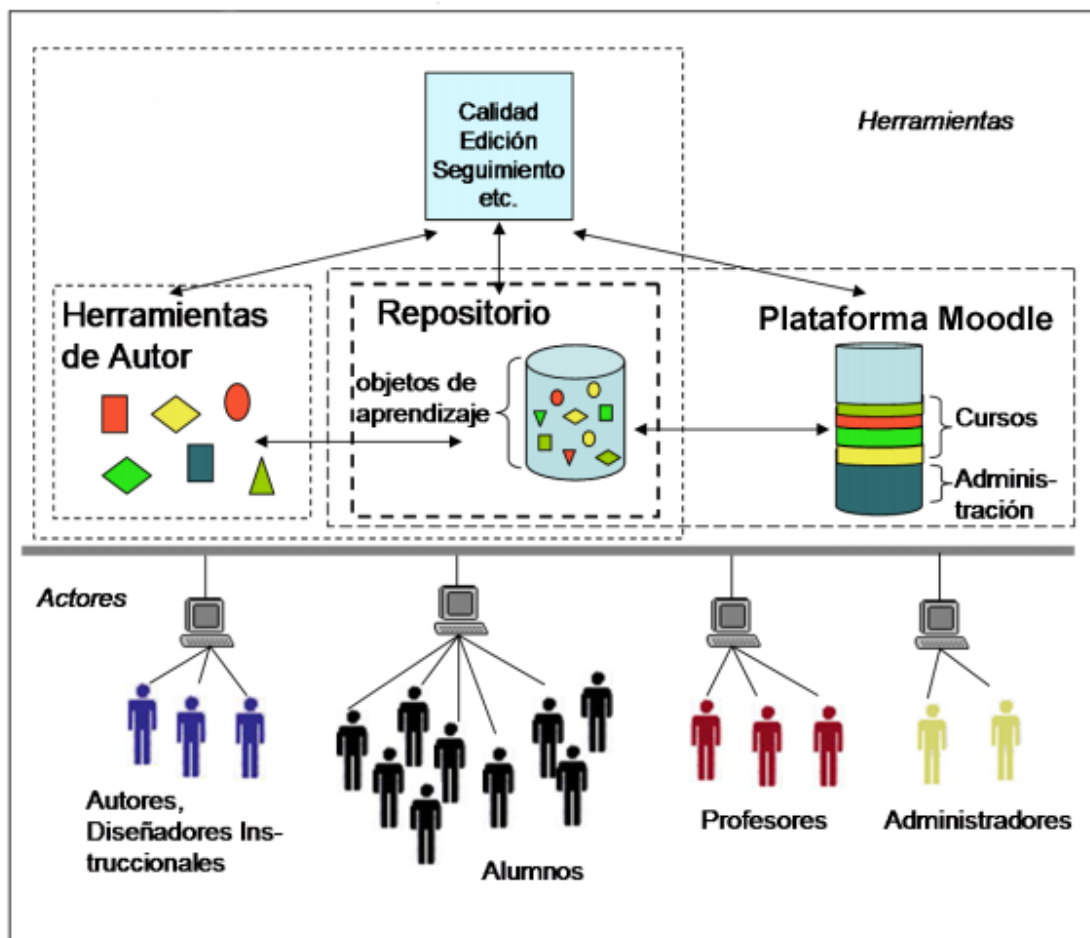 Calidad
Edición
Seguimiento
etc.
Herramientas
Herramientas
de Autor
Repositorio
objetos de
aprendizaje
Plataforma Moodle
Cursos
Adminis-
tración
Actores
Autores,
Diseñadores Ins-
truccionales
Alumnos
Profesores
Administradores